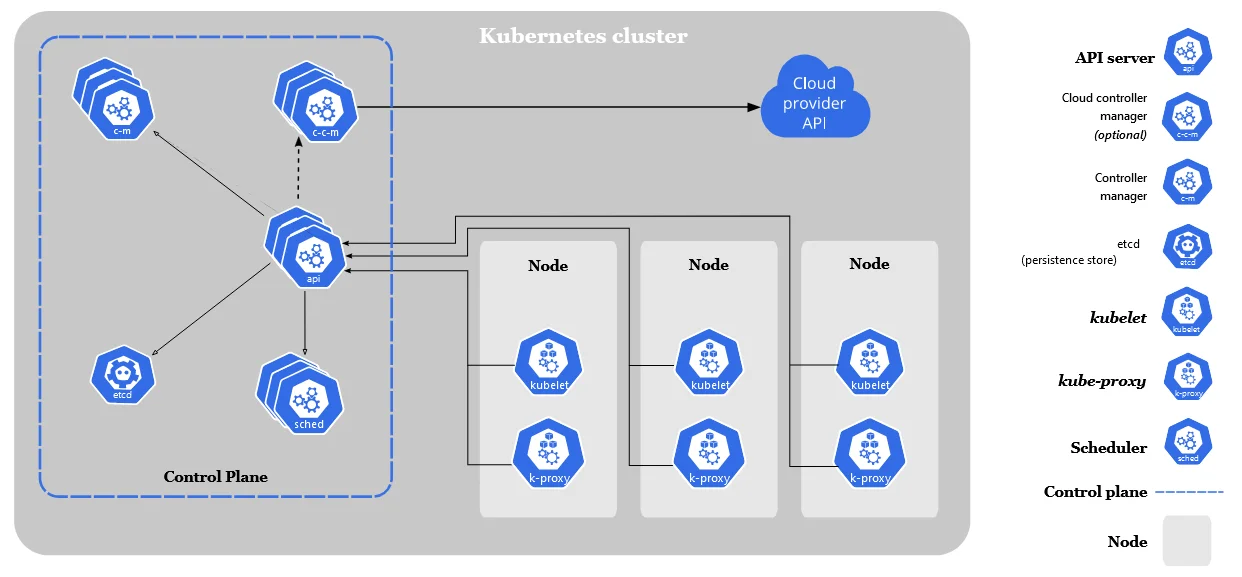 Kubernetes cluster
c-m
c-c-m
Cloud
provider
API
api
etcd
sched
Control Plane
Node
kubelet
k-proxy
Node
kubelet
k-proxy
Node
kubelet
k-proxy
API server
api
Cloud controller
manager
(optional)
c-c-m
Controller
manager
c-m
etcd
(persistence store)
etcd
kubelet
kubelet
kube-proxy
k-proxy
Scheduler
sched
Control plane
Node